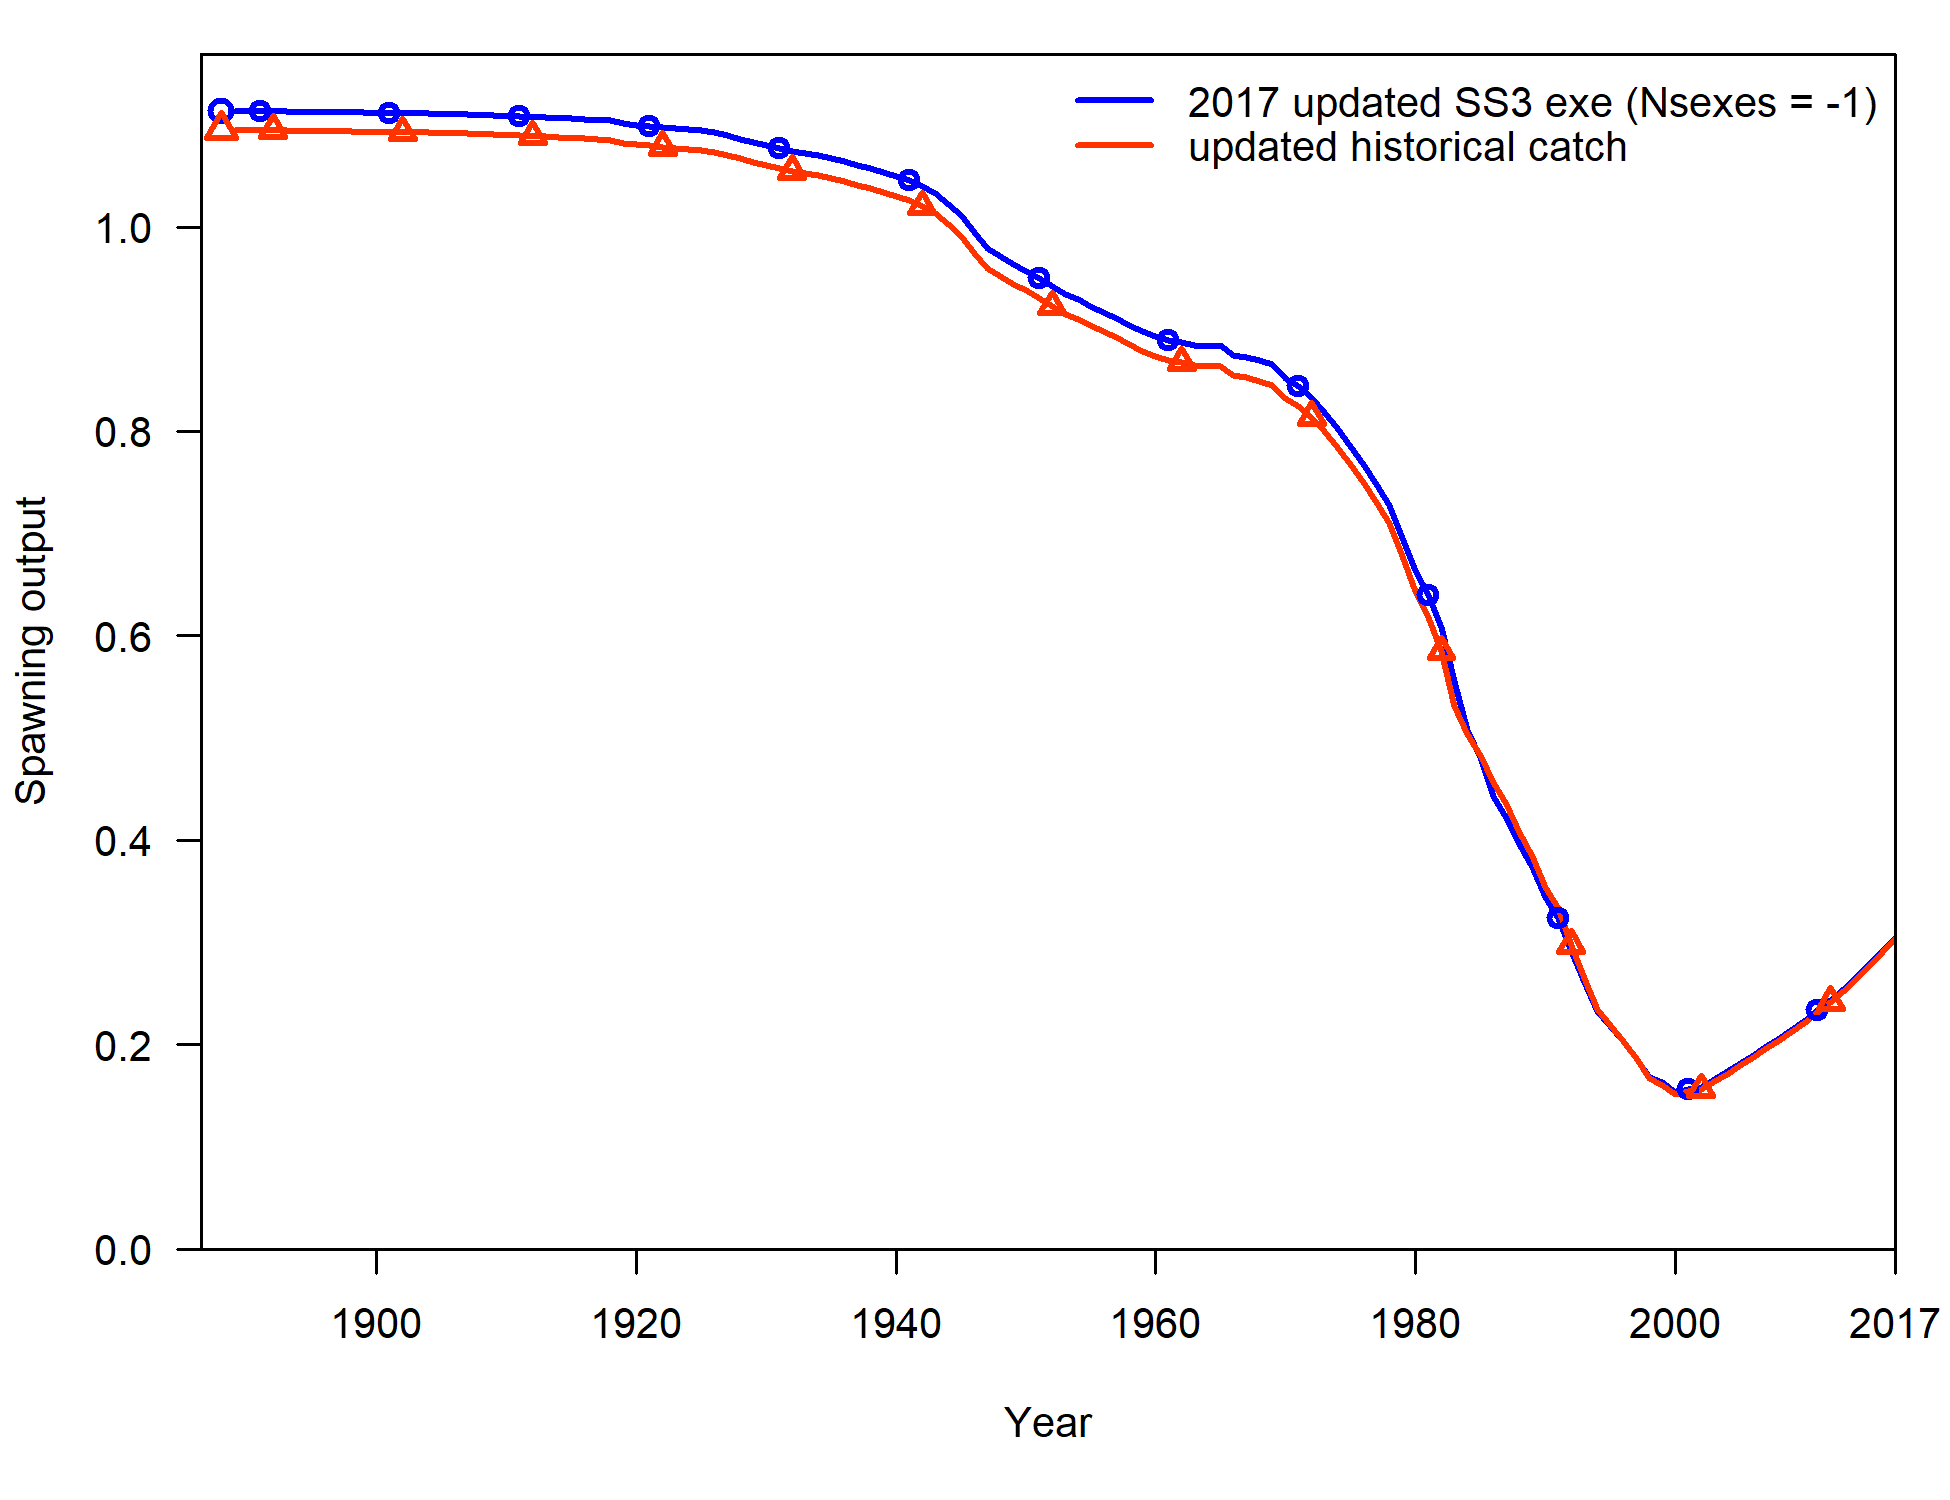 2017 updated SS3 exe (Nsexes = -1)
updated historical catch
1.0
0.8
0.6
0.4
0.2
0.0
Spawning output
1900 1920 1940 1960 1980 2000 2017
Year